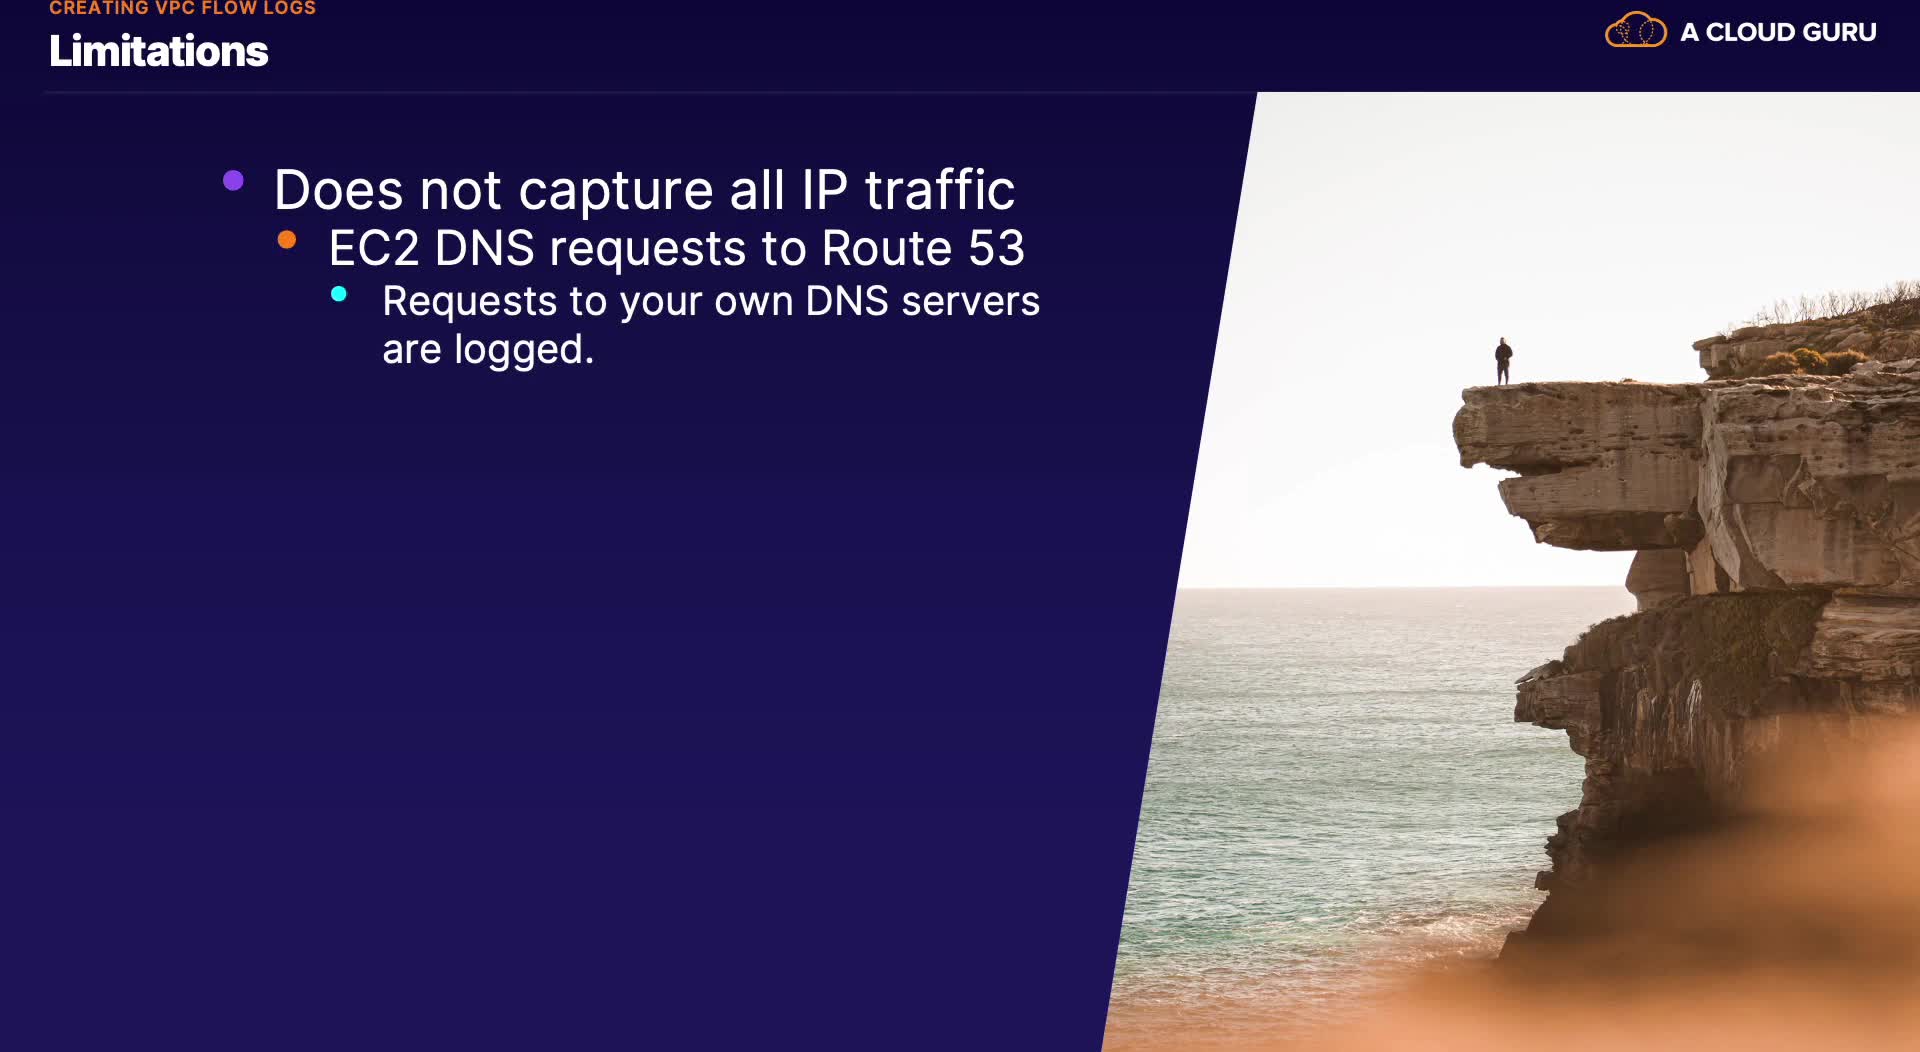 CREATING VPC FLOW LOGS
Limitations
A CLOUD GURU
Does not capture all IP traffic
EC2 DNS requests to Route 53
Requests to your own DNS servers
are logged.